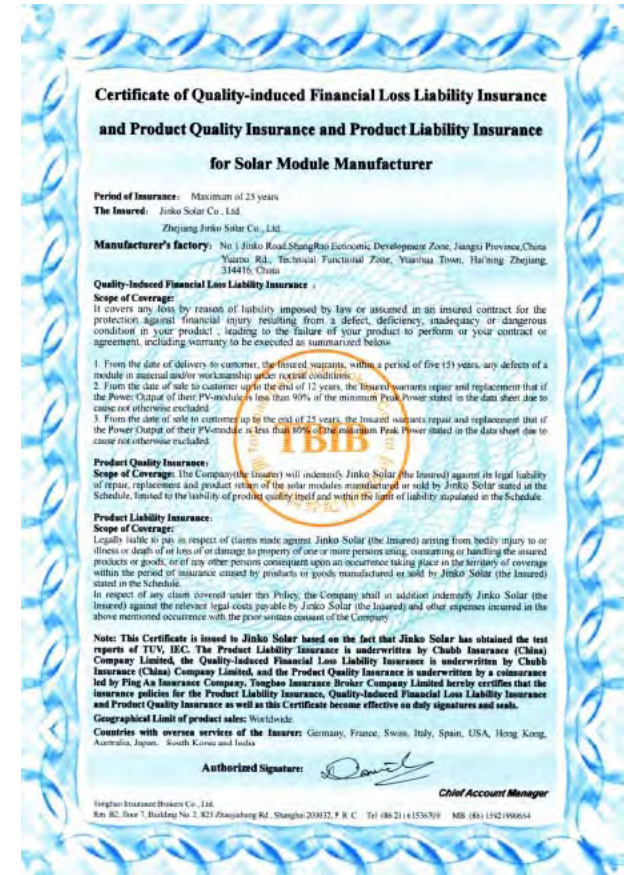 Certificate of Quality-induced Financial Loss Liability Insurance
and Product Quality Insurance and Product Liability Insurance
for Solar Module Manufacturer
Period of Insurance: Maximum of 25 years
The Insured: Jinko Solar Co., Ltd.
Zhejiang Jinko Solar Co., Ltd.
Manufacturer's factory: No.1 Jinko Road,ShangRao Economic Development Zone, Jiangxi Province,China
Yuanxi Rd., Technical Functional Zone, Yuanhua Town, Hai'ning Zhejiang,
314416, China
Quality-Induced Financial Loss Liability Insurance :
Scope of Coverage:
It covers any loss by reason of liability imposed by law or assumed in an insured contract for the
protection against financial injury resulting from a defect, deficiency, inadequacy or dangerous
condition in your product , leading to the failure of your product to perform or your contract or
agreement, including warranty to be executed as summarized below.
1. From the date of delivery to customer, the Insured warrants, within a period of five (5) years, any defects of a
module in material and/or workmanship under normal conditions.
2. From the date of sale to customer up to the end of 12 years, the Insured warrants repair and replacement that if
the Power Output of their PV-module is less than 90% of the minimum Peak Power stated in the data sheet due to
cause not otherwise excluded.
3. From the date of sale to customer up to the end of 25 years, the Insured warrants repair and replacement that if
the Power Output of their PV-module is less than 80% of the minimum Peak Power stated in the data sheet due to
cause not otherwise excluded.
TBIB
Product Quality Insurance:
Scope of Coverage: The Company(the Insurer) will indemnify Jinko Solar (the Insured) against its legal liability
of repair, replacement and product return of the solar modules manufactured or sold by Jinko Solar stated in the
Schedule, limited to the liability of product quality itself and within the limit of liability stipulated in the Schedule.
Product Liability Insurance:
Scope of Coverage:
Legally liable to pay in respect of claims made against Jinko Solar (the Insured) arising from bodily injury to or
illness or death of or loss of or damage to property of one or more persons using, consuming or handling the insured
products or goods, or of any other persons consequent upon an occurrence taking place in the territory of coverage
within the period of insurance caused by products or goods manufactured or sold by Jinko Solar (the Insured)
stated in the Schedule.
In respect of any claim covered under this Policy, the Company shall in addition indemnify Jinko Solar (the
Insured) against the relevant legal costs payable by Jinko Solar (the Insured) and other expenses incurred in the
above mentioned occurrence with the prior written consent of the Company
Note: This Certificate is issued to Jinko Solar based on the fact that Jinko Solar has obtained the test
reports of TUV, IEC. The Product Liability Insurance is underwritten by Chubb Insurance (China)
Company Limited, the Quality-Induced Financial Loss Liability Insurance is underwritten by Chubb
Insurance (China) Company Limited, and the Product Quality Insurance is underwritten by a coinsurance
led by Ping An Insurance Company. Tongbao Insurance Broker Company Limited hereby certifies that the
insurance policies for the Product Liability Insurance, Quality-Induced Financial Loss Liability Insurance
and Product Quality Insurance as well as this Certificate become effective on duly signatures and seals.
Geographical Limit of product sales: Worldwide
Countries with oversea services of the Insurer: Germany, France, Swiss, Italy, Spain, USA, Hong Kong,
Australia, Japan, South Korea and India
Authorized Signature:
Chief Account Manager
Tongbao Insurance Brokers Co., Ltd.
Rm. B2, floor 7, Building No. 2, 825 Zhaojiabang Rd., Shanghai 200032, P. R. C. Tel: (86 21) 61536709 MB: (86) 15921990654